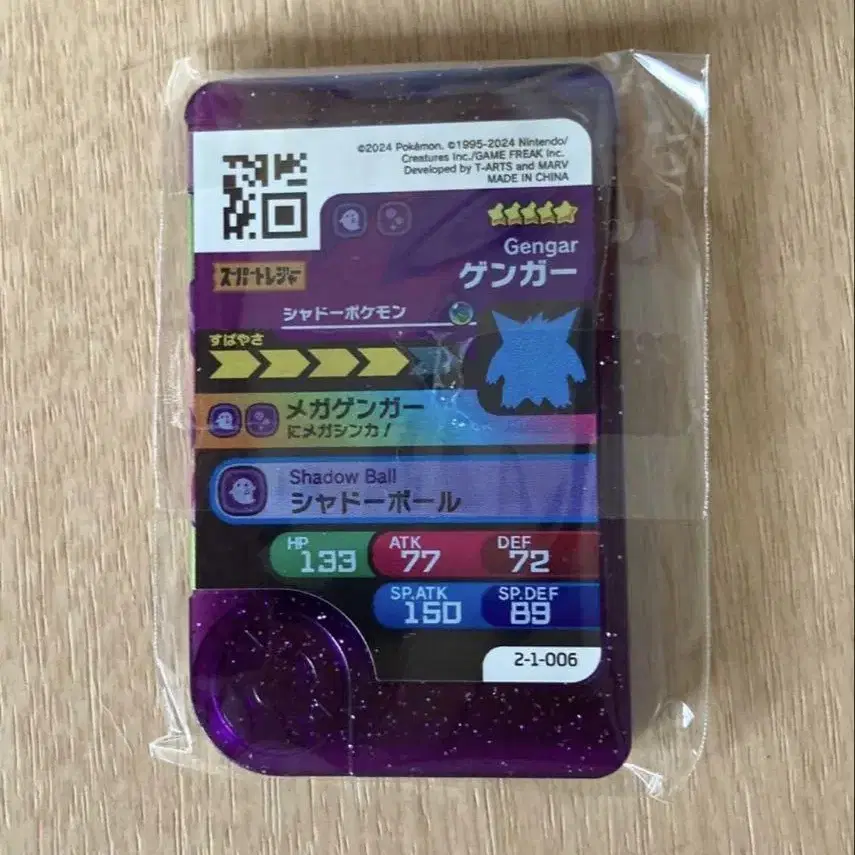 ©2024 Pokémon. ©1995-2024 Nintendo/
Creatures Inc./GAME FREAK Inc.
Developed by T-ARTS and MARV
MADE IN CHINA
Gengar
ゲンガー
スーパートレジャー
シャドーポケモン
すばやさ
メガゲンガー
にメガシンカ!
Shadow Ball
シャドーボール
HP
133
ATK
77
DEF
72
SP.ATK
150
SP.DEF
89
2-1-006